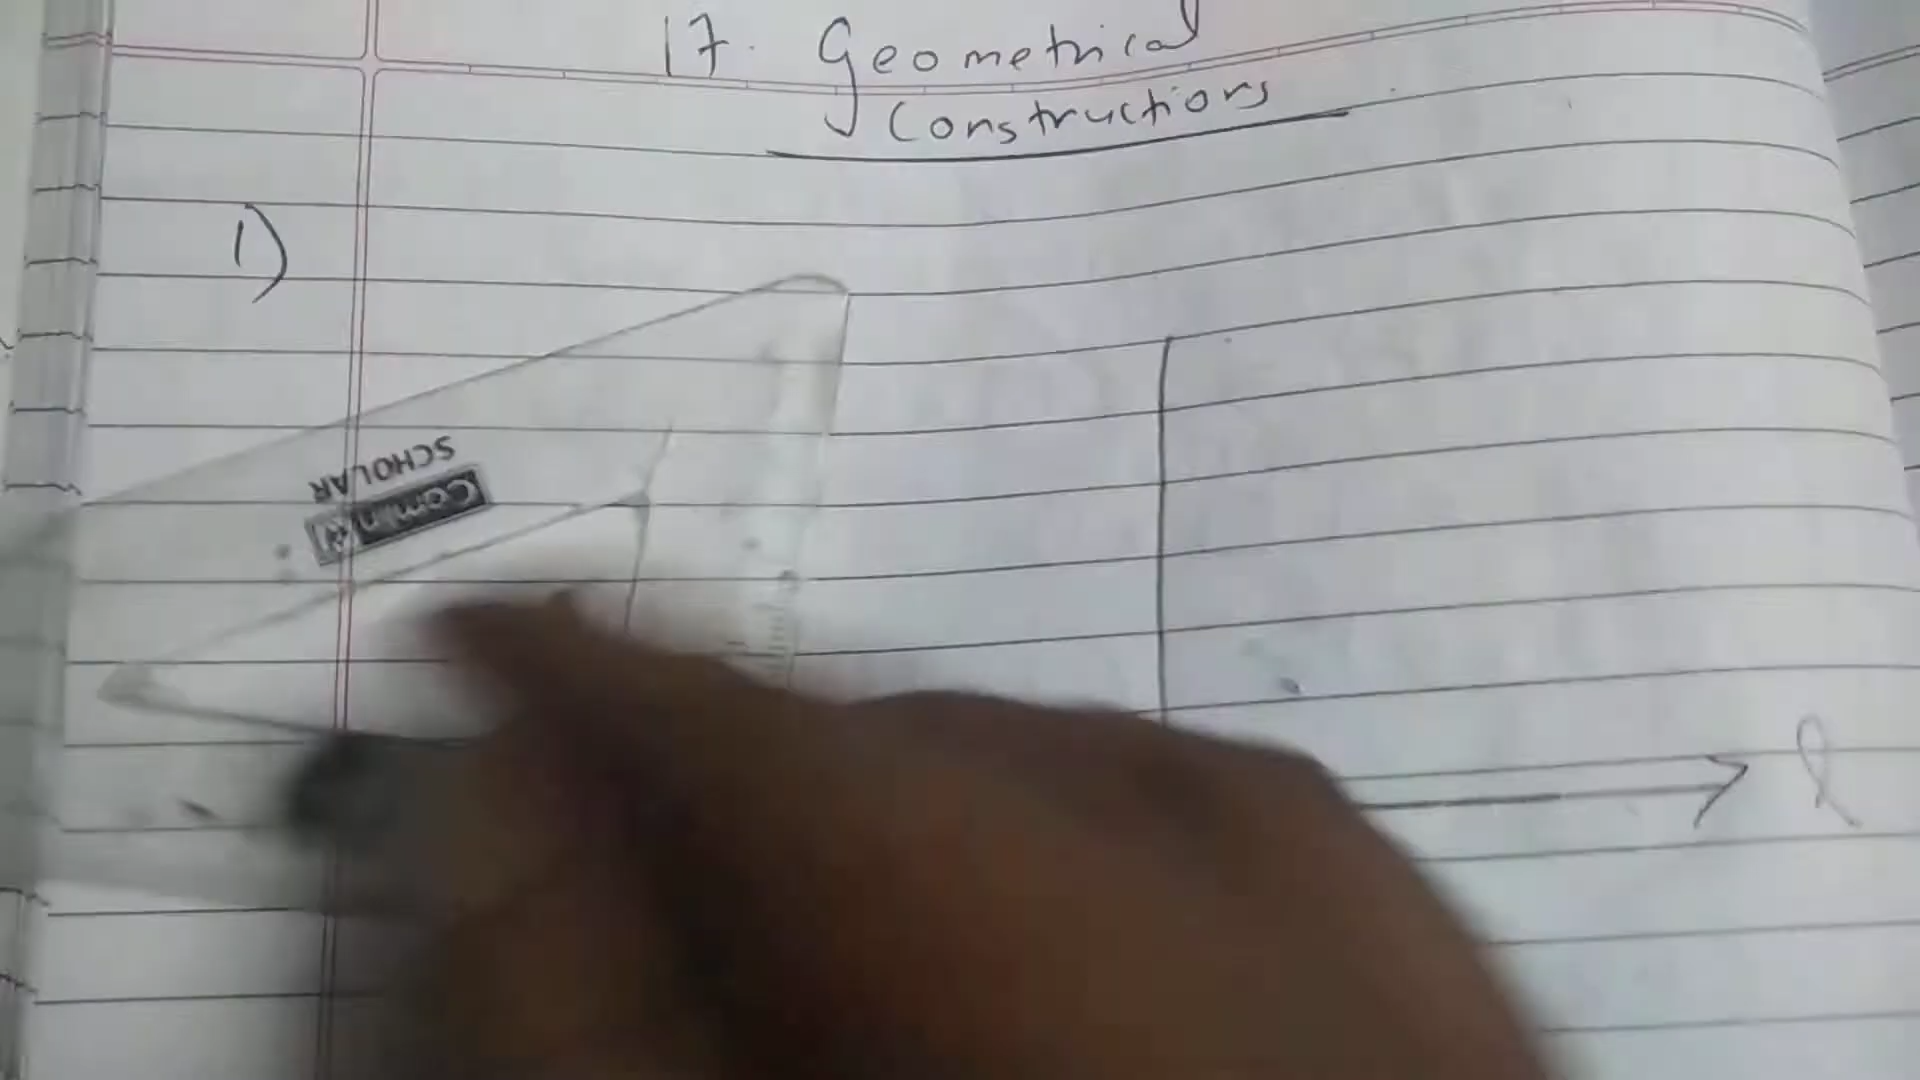 17. Geometrical
Constructions
1)
SCHOLAR
Camlin
l